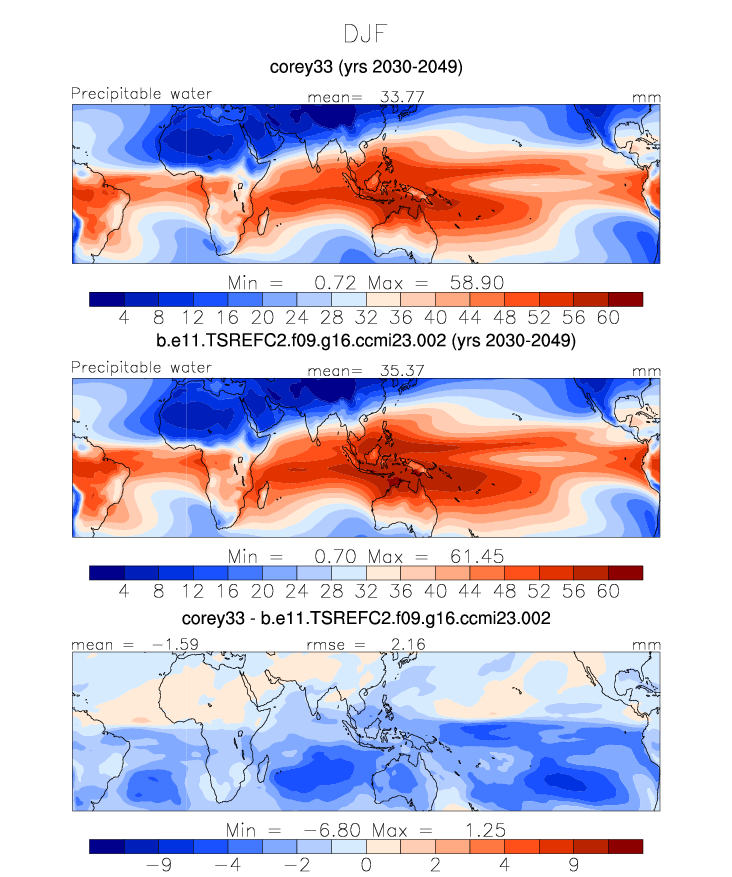 DJF
corey33 (yrs 2030-2049)
Precipitable water mean= 33.77 mm
Min = 0.72 Max = 58.90
4 8 12 16 20 24 28 32 36 40 44 48 52 56 60
b.e11.TSREFC2.f09.g16.ccmi23.002 (yrs 2030-2049)
Precipitable water mean= 35.37 mm
Min = 0.70 Max = 61.45
4 8 12 16 20 24 28 32 36 40 44 48 52 56 60
corey33 - b.e11.TSREFC2.f09.g16.ccmi23.002
mean = −1.59 rmse = 2.16 mm
Min = −6.80 Max = 1.25
−9 −4 −2 0 2 4 9